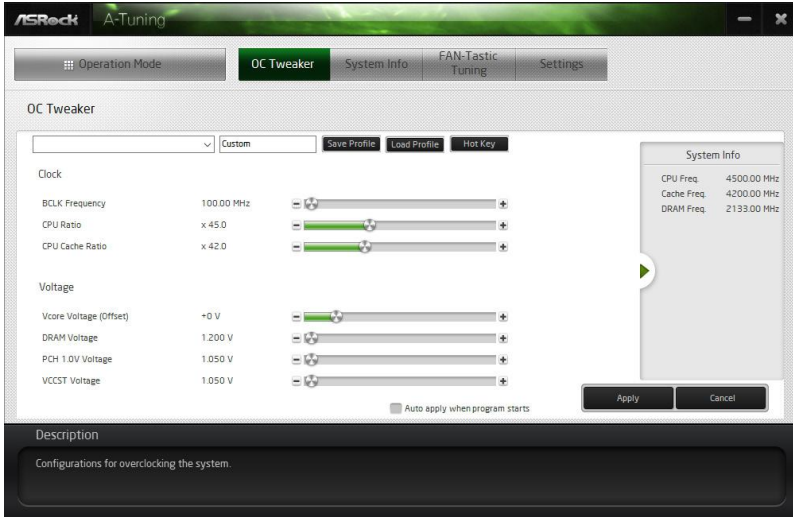 ASRock A-Tuning
Operation Mode OC Tweaker System Info FAN-Tastic Tuning Settings
OC Tweaker
Custom Save Profile Load Profile Hot Key
Clock
BCLK Frequency 100.00 MHz
CPU Ratio x 45.0
CPU Cache Ratio x 42.0
Voltage
Vcore Voltage (Offset) +0 V
DRAM Voltage 1.200 V
PCH 1.0V Voltage 1.050 V
VCCST Voltage 1.050 V
Auto apply when program starts
System Info
CPU Freq. 4500.00 MHz
Cache Freq. 4200.00 MHz
DRAM Freq. 2133.00 MHz
Apply Cancel
Description
Configurations for overclocking the system.